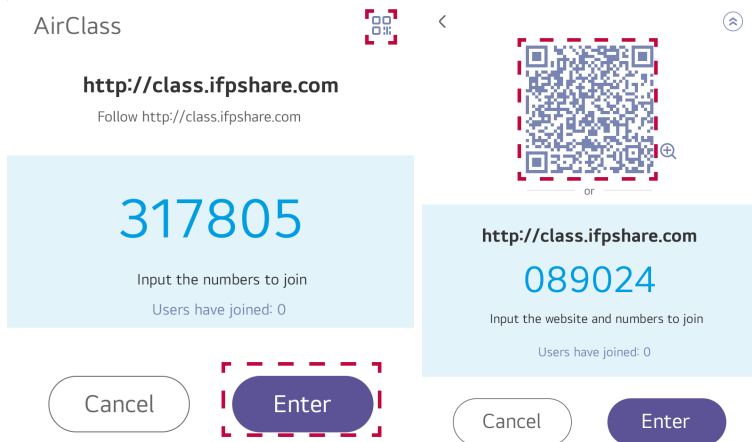 AirClass
http://class.ifpshare.com
Follow http://class.ifpshare.com
317805
Input the numbers to join
Users have joined: 0
Cancel
Enter
or
http://class.ifpshare.com
089024
Input the website and numbers to join
Users have joined: 0
Cancel
Enter